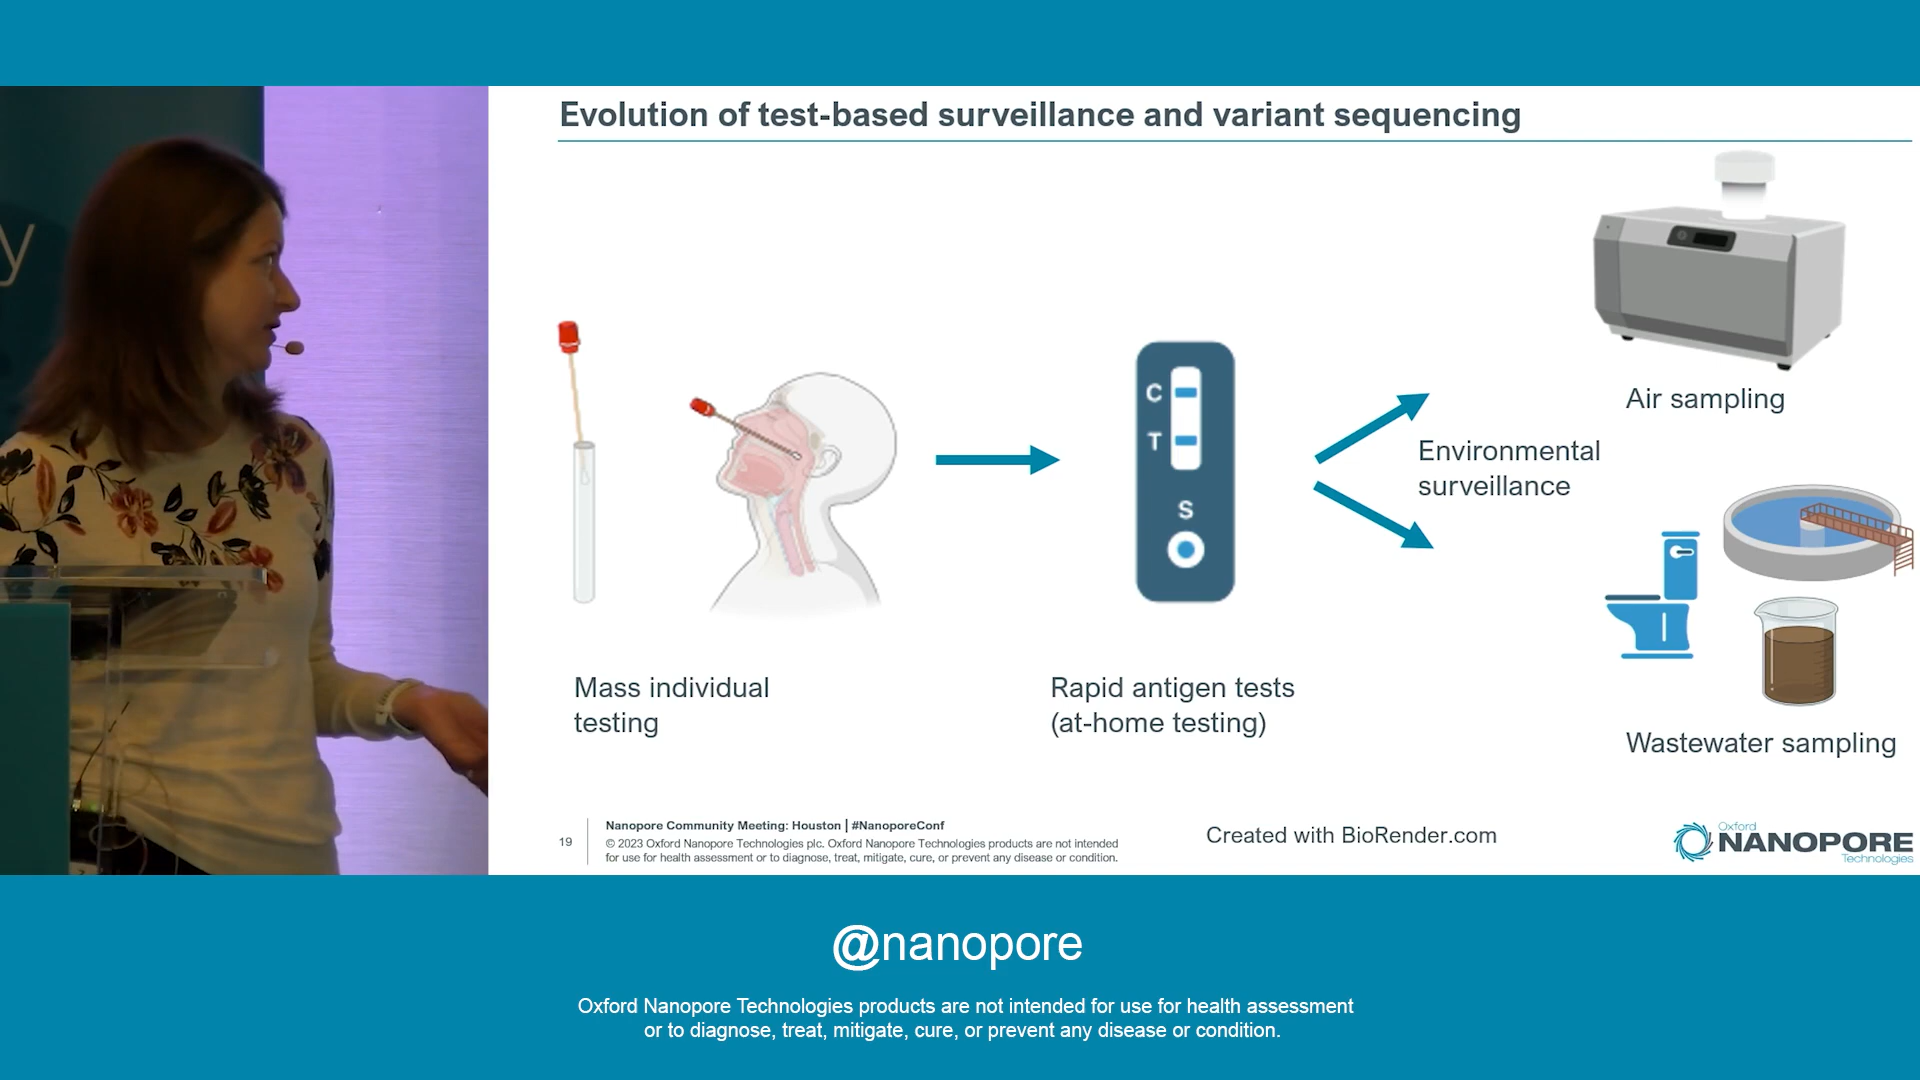 y
Evolution of test-based surveillance and variant sequencing
C
T
S
Air sampling
Environmental
surveillance
Mass individual
testing
Rapid antigen tests
(at-home testing)
Wastewater sampling
19
Nanopore Community Meeting: Houston | #NanoporeConf
© 2023 Oxford Nanopore Technologies plc. Oxford Nanopore Technologies products are not intended
for use for health assessment or to diagnose, treat, mitigate, cure, or prevent any disease or condition.
Created with BioRender.com
Oxford
NANOPORE
Technologies
@nanopore
Oxford Nanopore Technologies products are not intended for use for health assessment
or to diagnose, treat, mitigate, cure, or prevent any disease or condition.